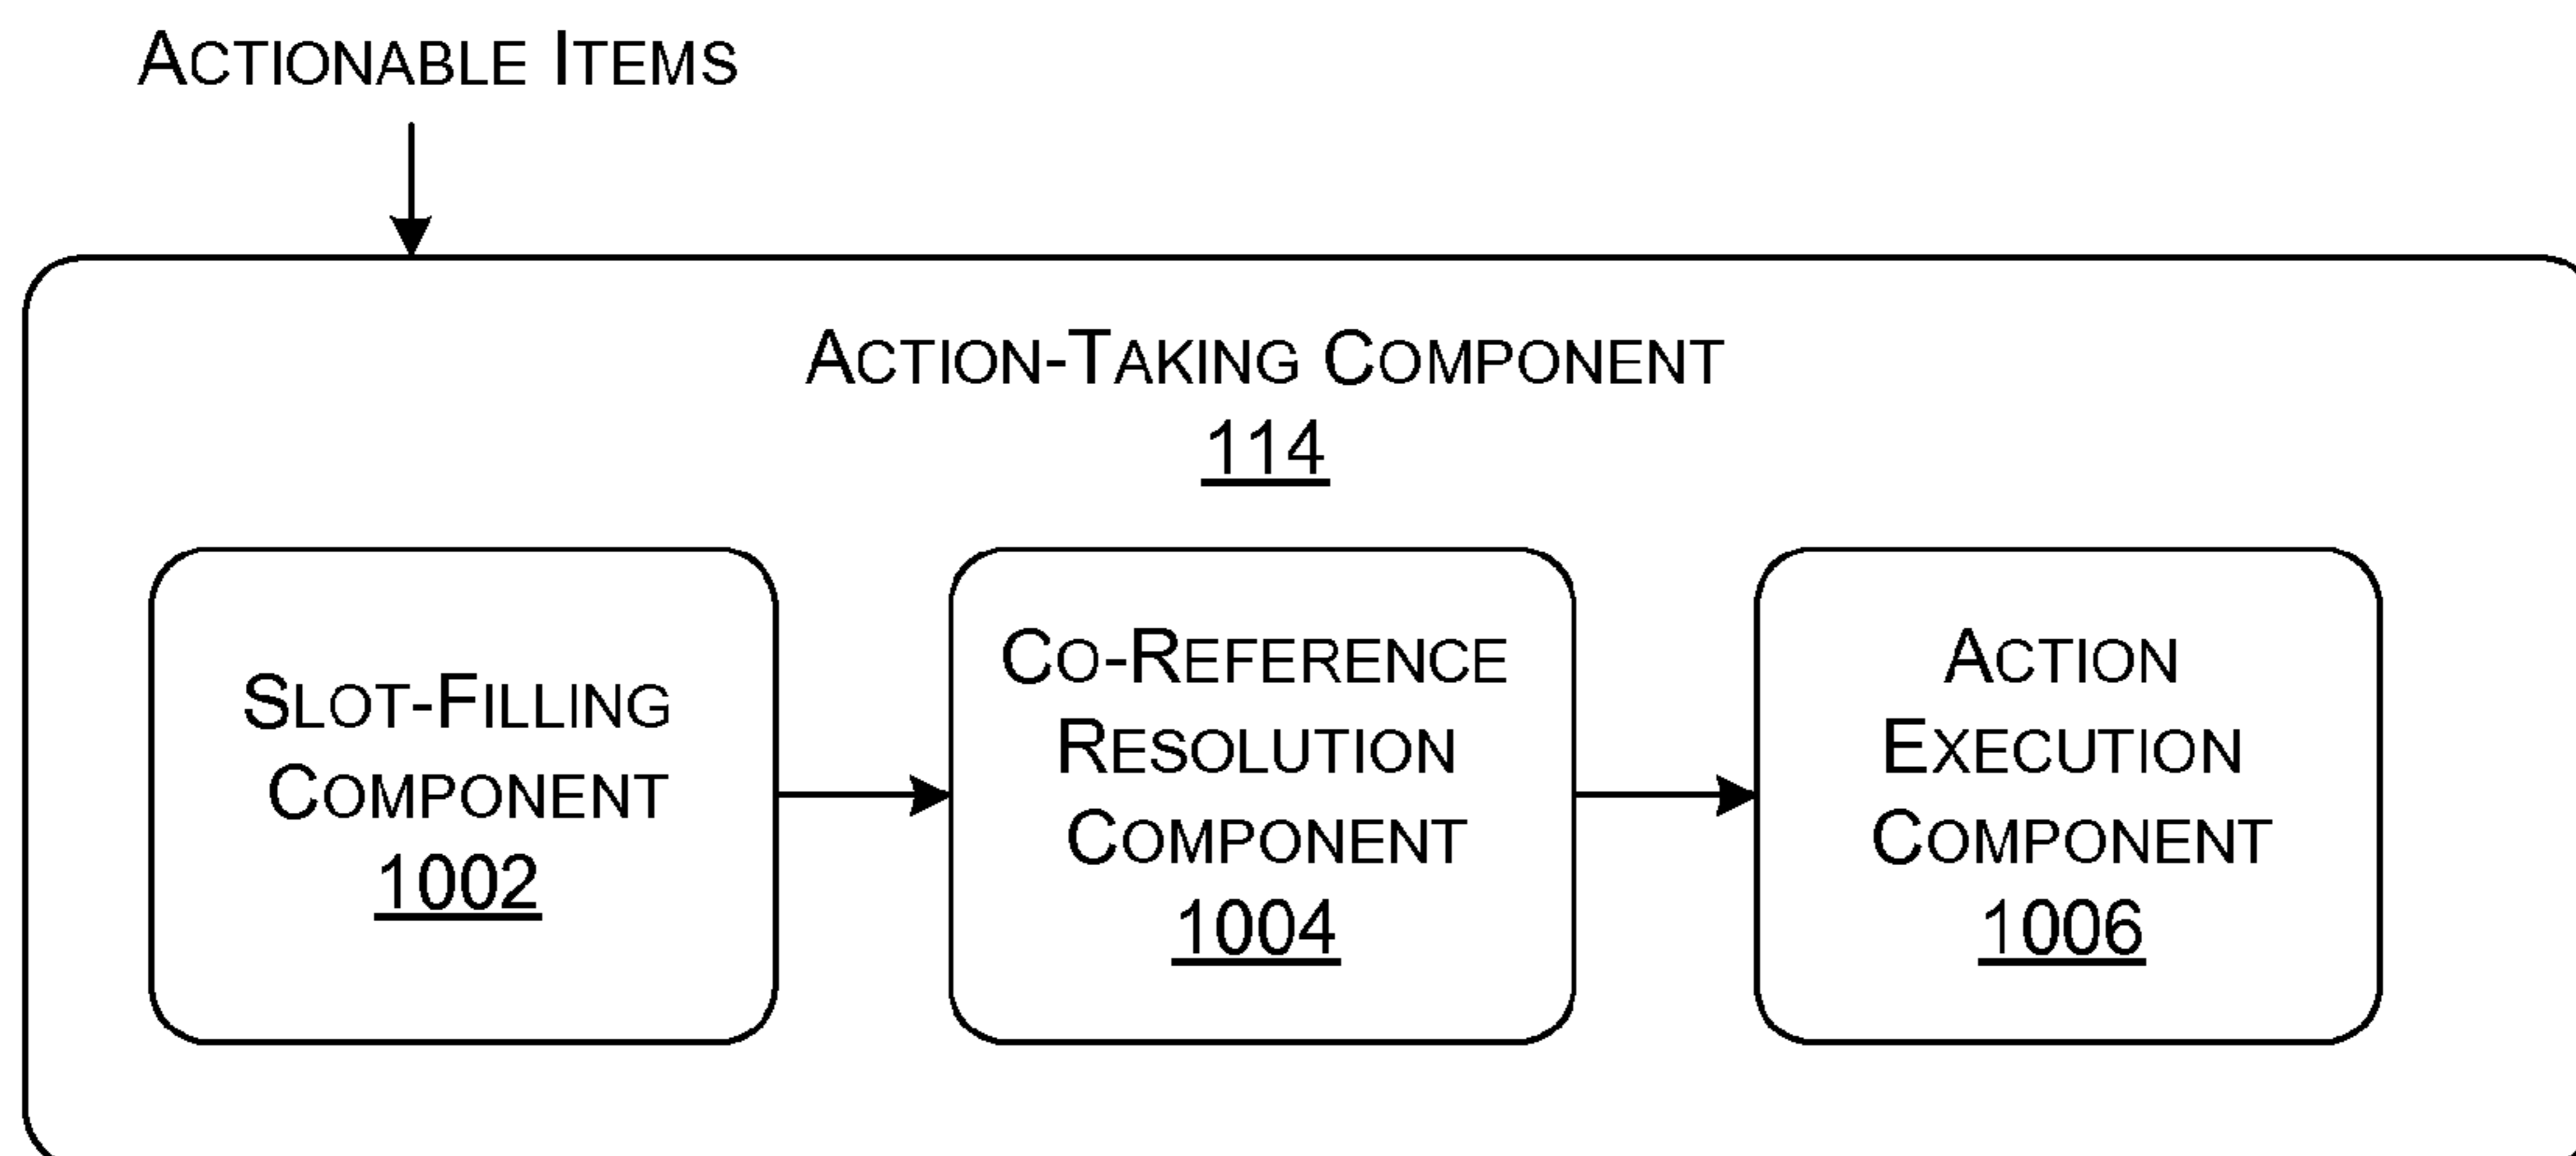 ACTIONABLE ITEMS
ACTION-TAKING COMPONENT
114
SLOT-FILLING
COMPONENT
1002
CO-REFERENCE
RESOLUTION
COMPONENT
1004
ACTION
EXECUTION
COMPONENT
1006